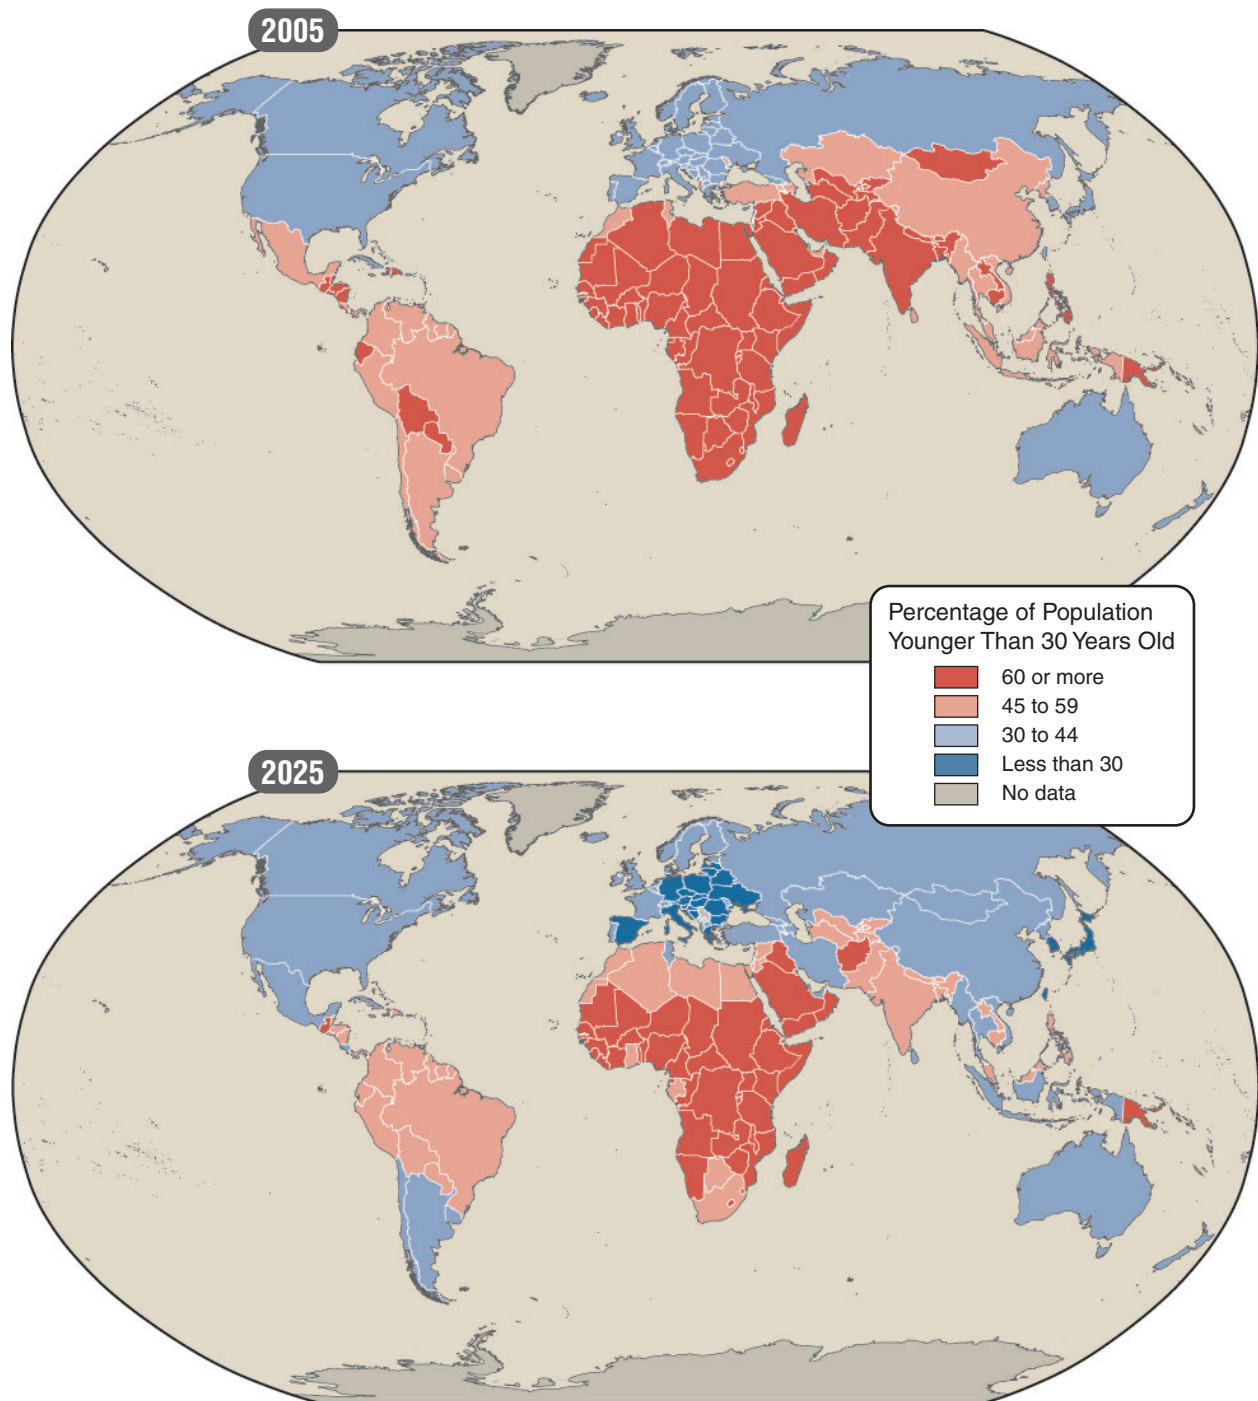 2005
Percentage of Population
Younger Than 30 Years Old
60 or more
45 to 59
30 to 44
Less than 30
No data
2025